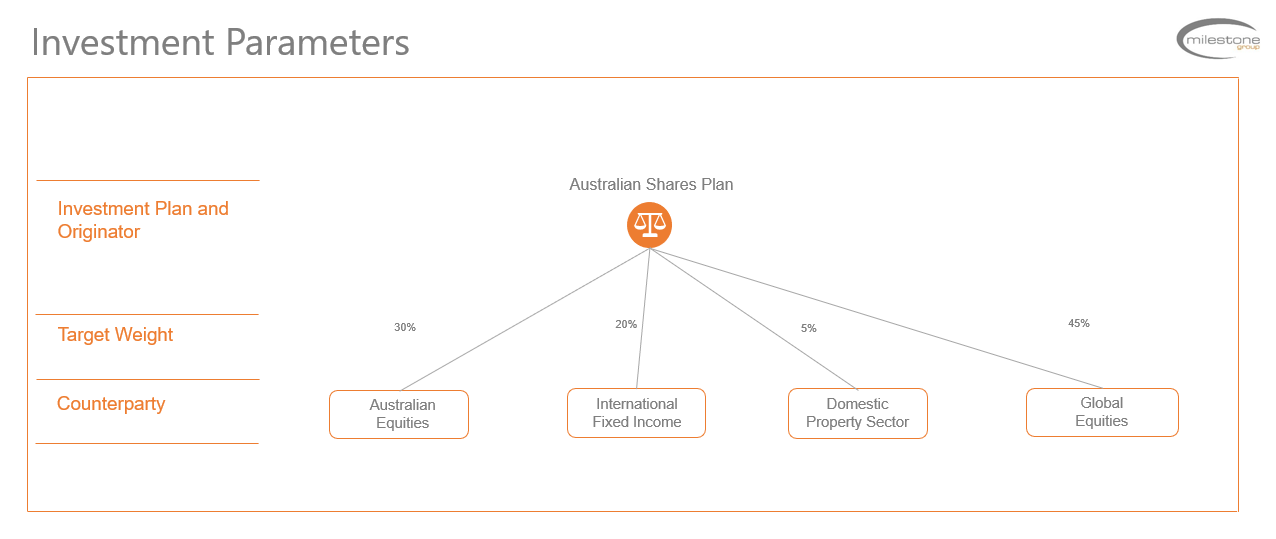 Investment Parameters
milestone
group
Australian Shares Plan
Investment Plan and
Originator
Target Weight
30%
20%
5%
45%
Counterparty
Australian
Equities
International
Fixed Income
Domestic
Property Sector
Global
Equities